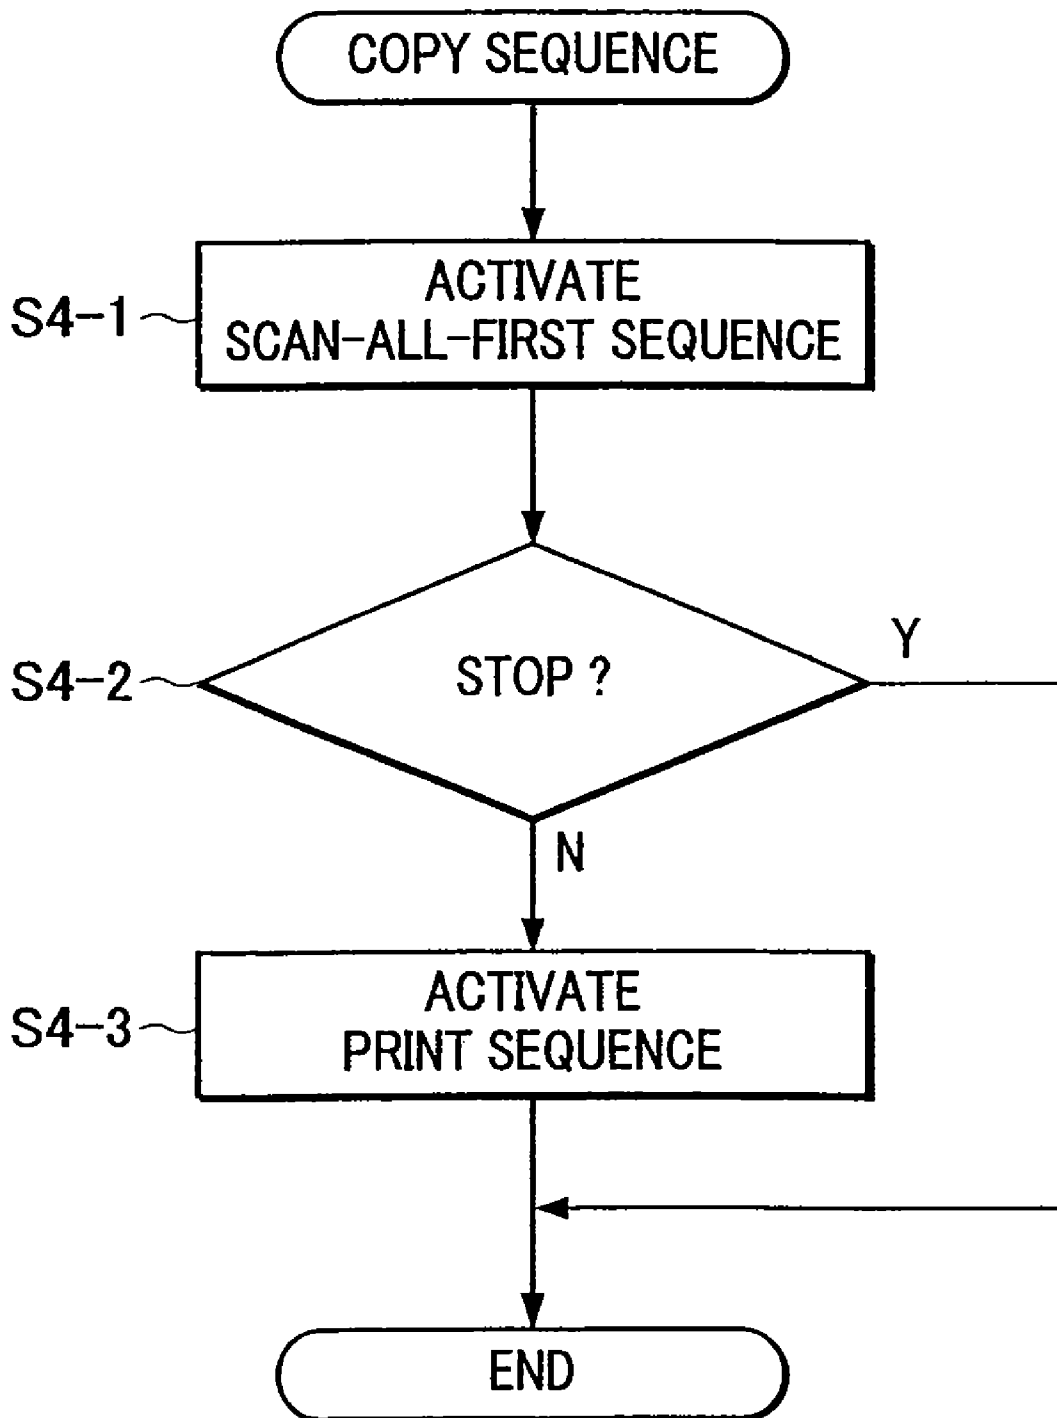 COPY SEQUENCE
S4-1
ACTIVATE
SCAN-ALL-FIRST SEQUENCE
S4-2
STOP ?
Y
N
S4-3
ACTIVATE
PRINT SEQUENCE
END